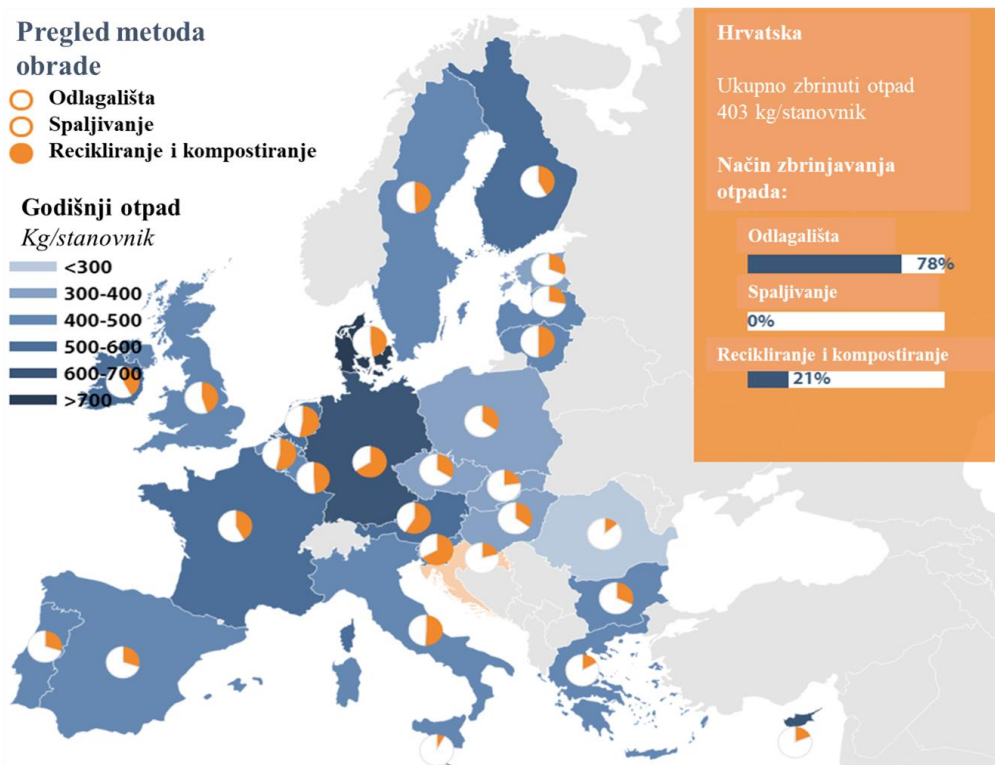 Pregled metoda
obrade
Odlagališta
Spaljivanje
Recikliranje i kompostiranje
Godišnji otpad
Kg/stanovnik
<300
300-400
400-500
500-600
600-700
>700
Hrvatska
Ukupno zbrinuti otpad
403 kg/stanovnik
Način zbrinjavanja
otpada:
Odlagališta
78%
Spaljivanje
0%
Recikliranje i kompostiranje
21%